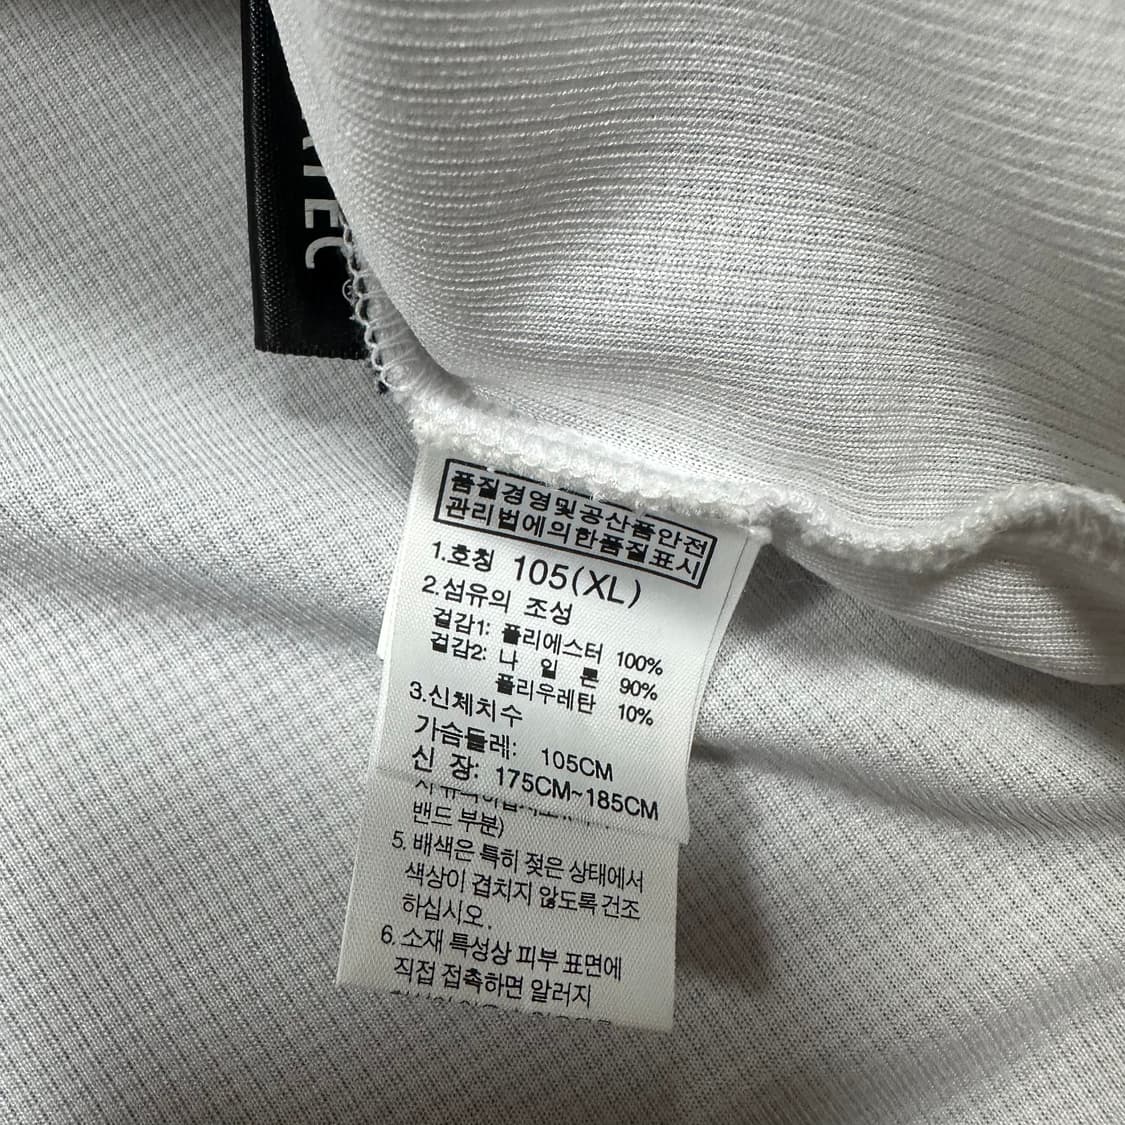 TEC
품질경영및공산품안전
관리법에의한품질표시
1.호칭 105(XL)
2.섬유의 조성
겉감1: 폴리에스터 100%
겉감2: 나 일 론 90%
폴리우레탄 10%
3.신체치수
가슴둘레: 105CM
신 장: 175CM~185CM
밴드 부분)
5. 배색은 특히 젖은 상태에서
색상이 겹치지 않도록 건조
하십시오.
6. 소재 특성상 피부 표면에
직접 접촉하면 알러지